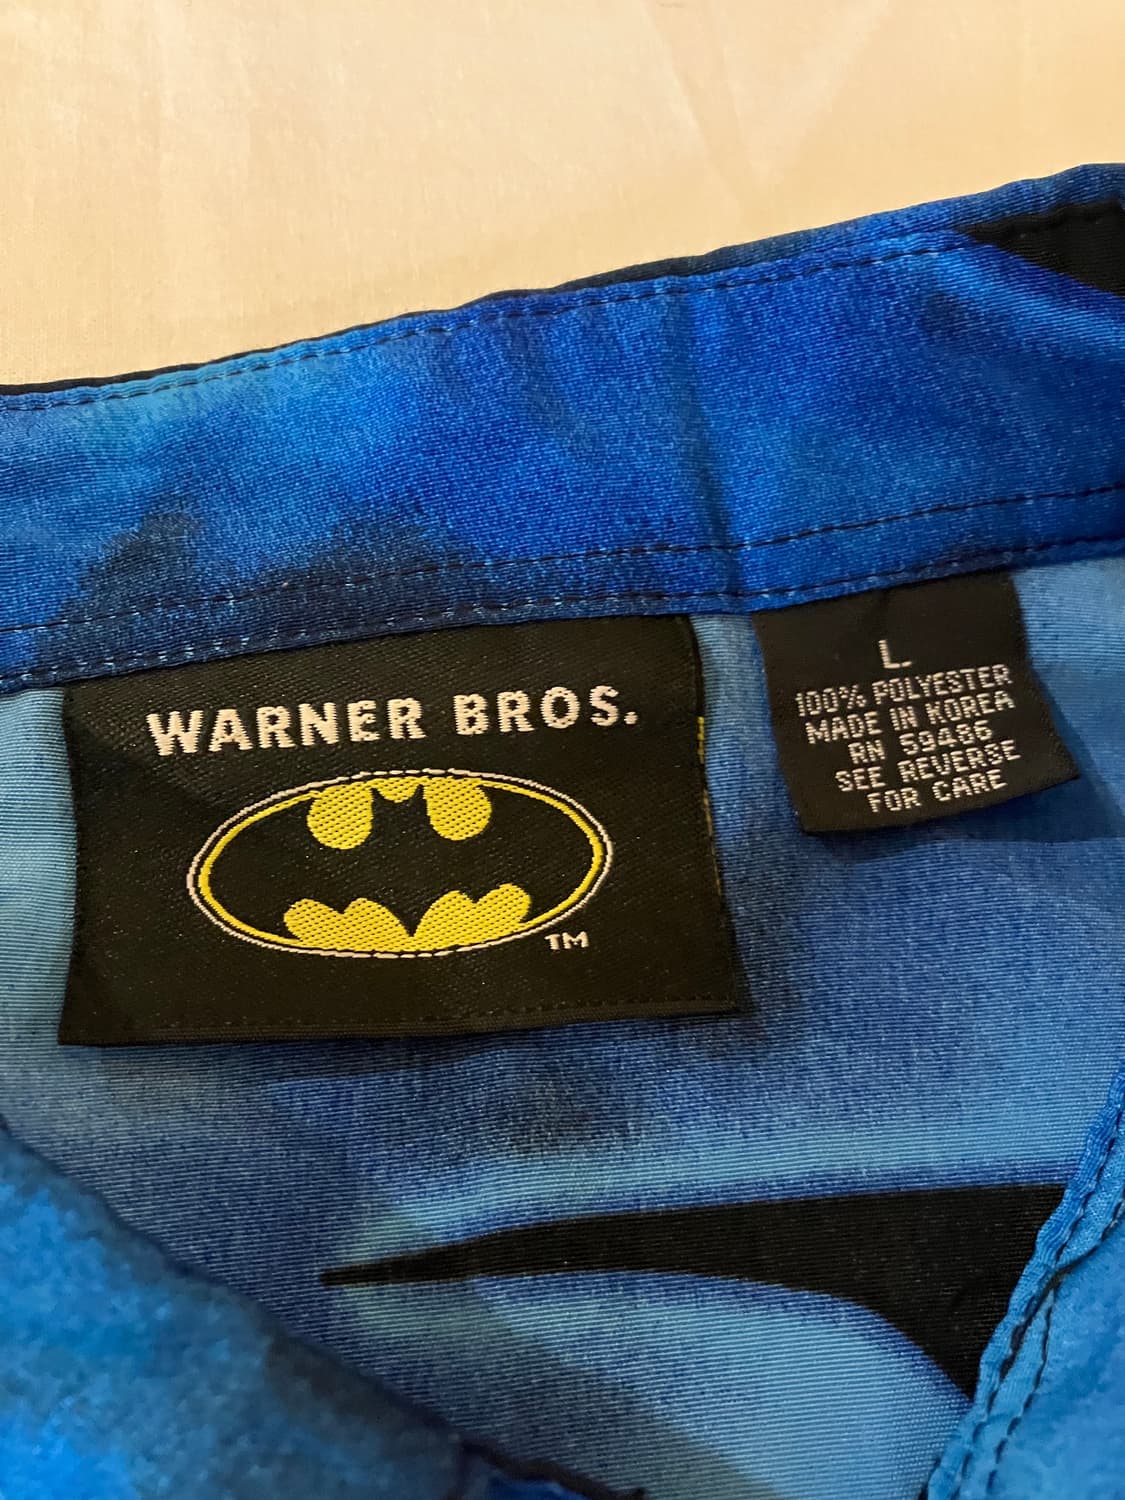 WARNER BROS.
TM
L
100% POLYESTER
MADE IN KOREA
RN 59486
SEE REVERSE
FOR CARE